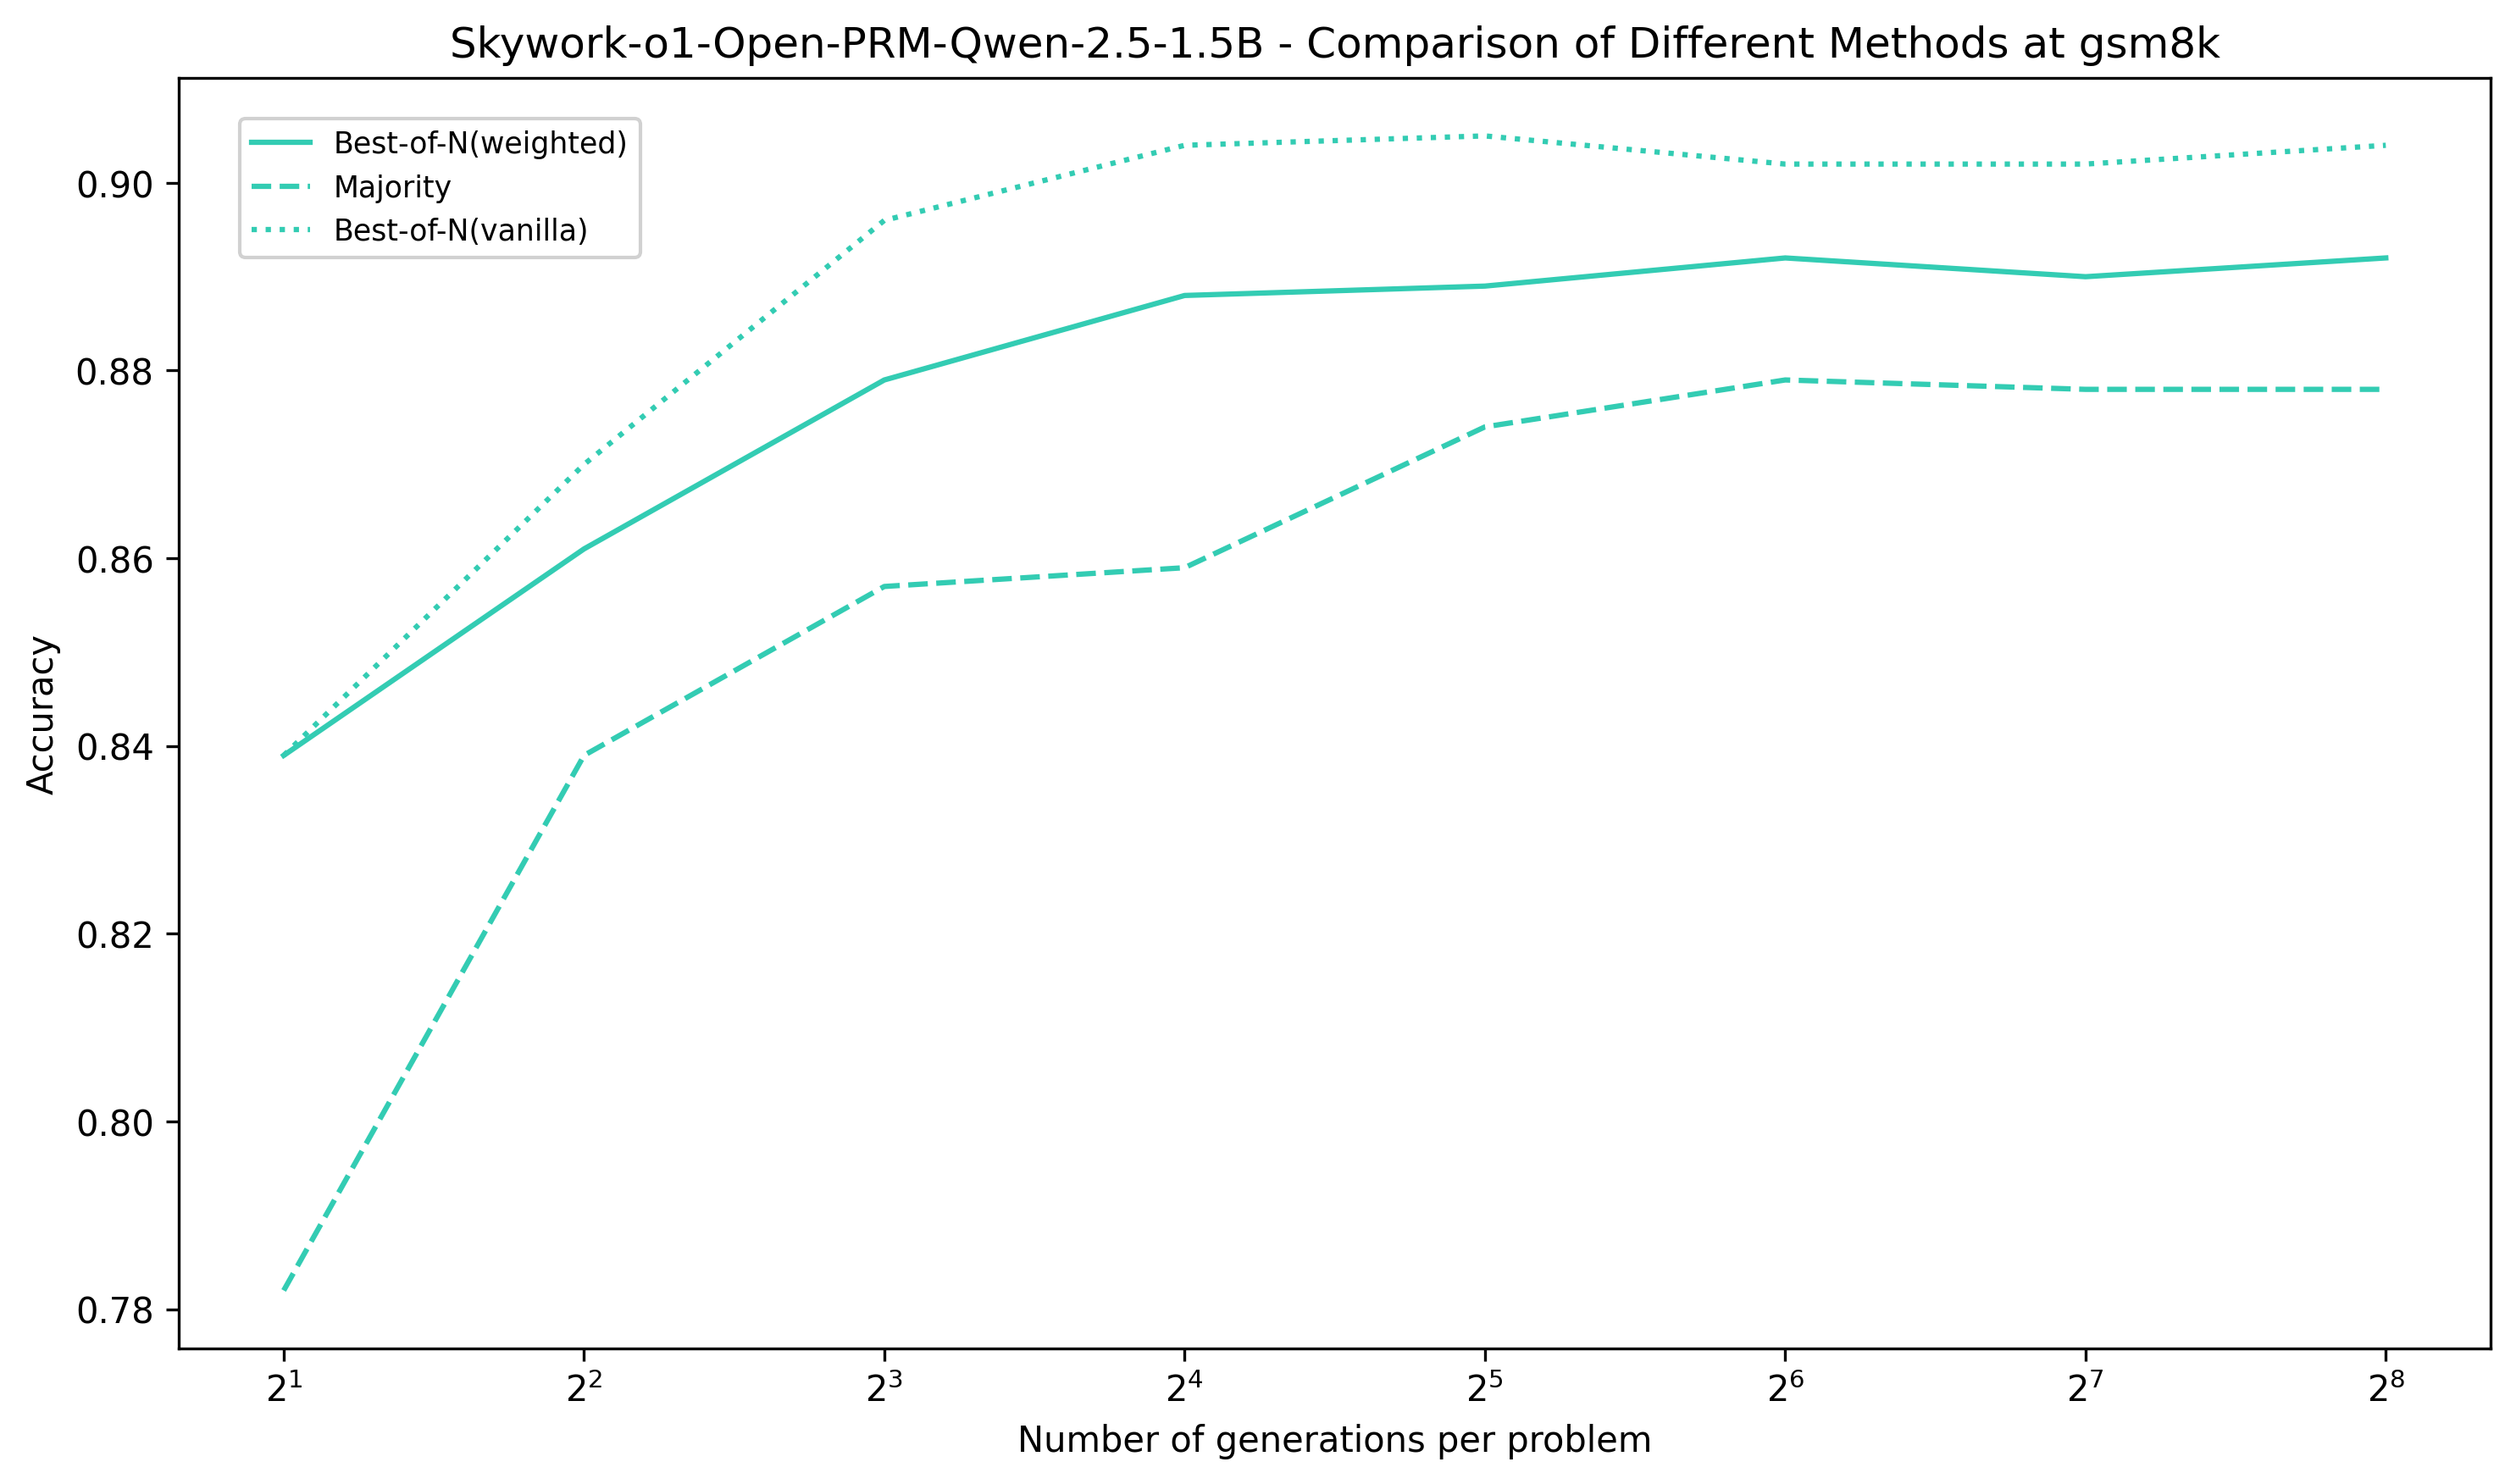 Skywork-o1-Open-PRM-Qwen-2.5-1.5B - Comparison of Different Methods at gsm8k
Best-of-N(weighted)
Majority
Best-of-N(vanilla)
Accuracy
0.90
0.88
0.86
0.84
0.82
0.80
0.78
2¹ 2² 2³ 2⁴ 2⁵ 2⁶ 2⁷ 2⁸
Number of generations per problem